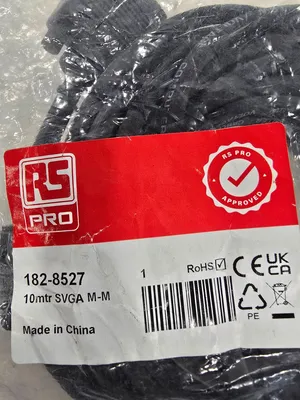 RS
PRO
RS PRO
APPROVED
182-8527
10mtr SVGA M-M
Made in China
1
RoHS
CE
UK
CA
PE